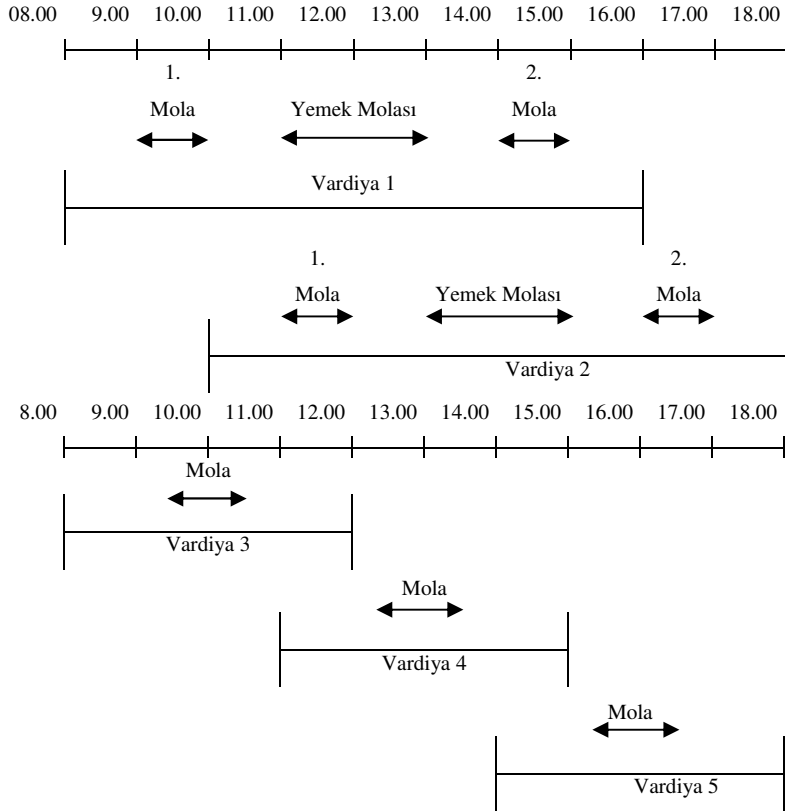 08.00 9.00 10.00 11.00 12.00 13.00 14.00 15.00 16.00 17.00 18.00
1. 2.
Mola Yemek Molası Mola
Vardiya 1
1. 2.
Mola Yemek Molası Mola
Vardiya 2
8.00 9.00 10.00 11.00 12.00 13.00 14.00 15.00 16.00 17.00 18.00
Mola
Vardiya 3
Mola
Vardiya 4
Mola
Vardiya 5